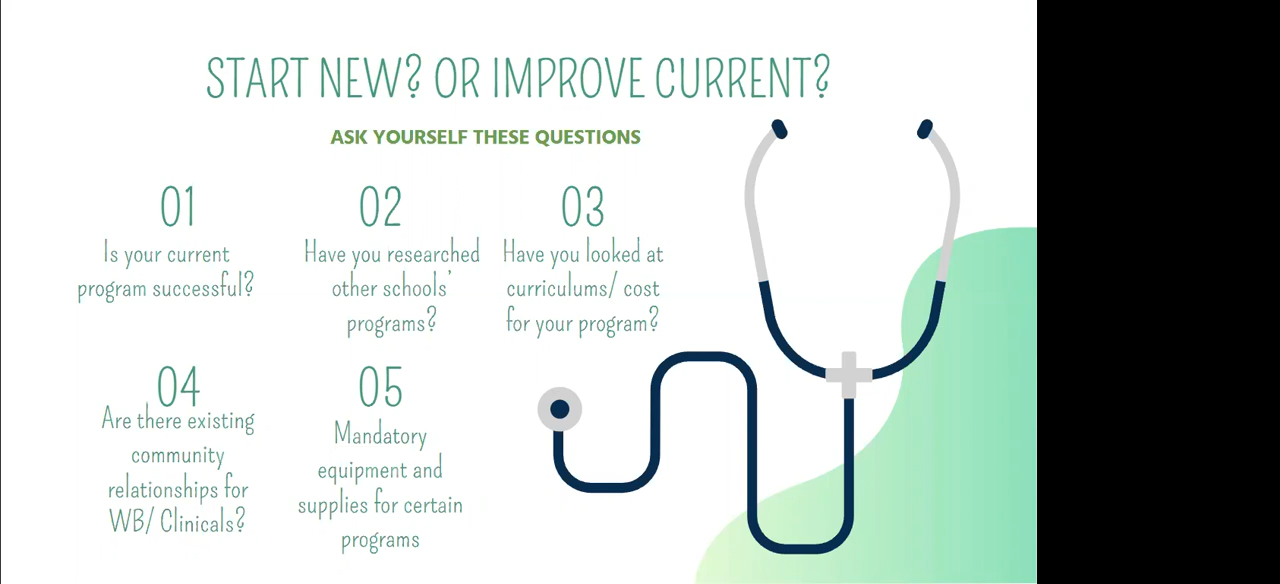 START NEW? OR IMPROVE CURRENT?
ASK YOURSELF THESE QUESTIONS
01
Is your current
program successful?
02
Have you researched
other schools'
programs?
03
Have you looked at
curriculums/ cost
for your program?
04
Are there existing
community
relationships for
WB/ Clinicals?
05
Mandatory
equipment and
supplies for certain
programs